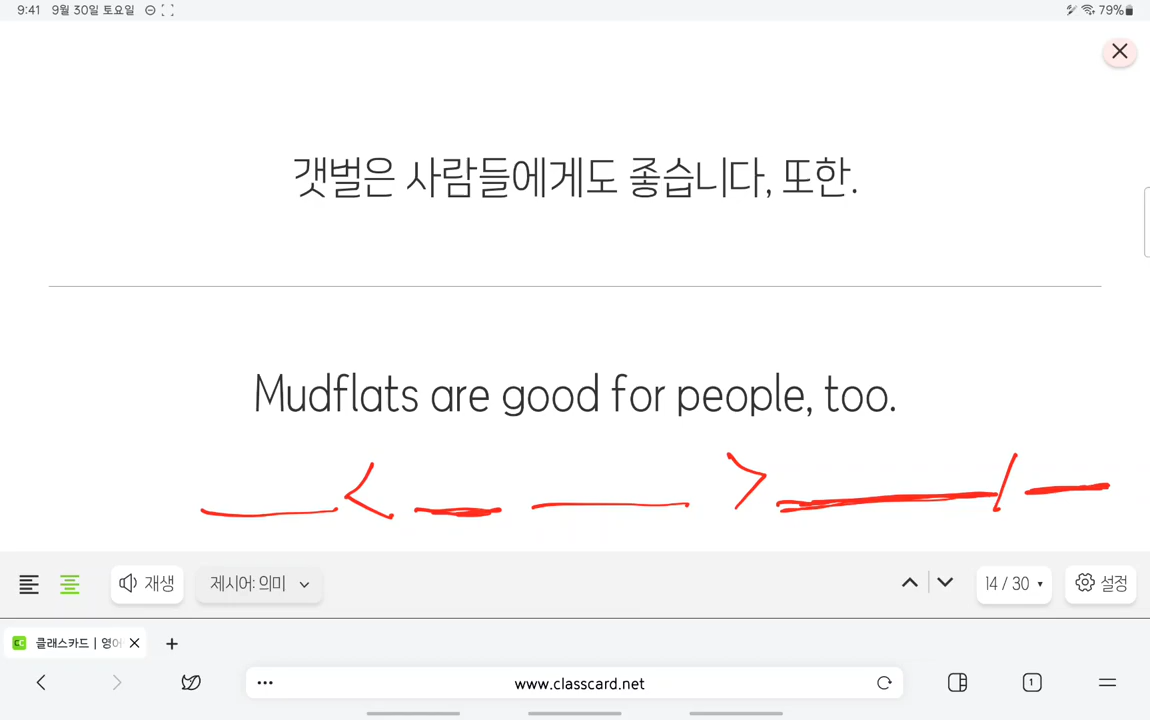 9:41 9월 30일 토요일 79%
갯벌은 사람들에게도 좋습니다, 또한.
Mudflats are good for people, too.
재생 제시어: 의미 14 / 30 설정
클래스카드 | 영어
www.classcard.net 1